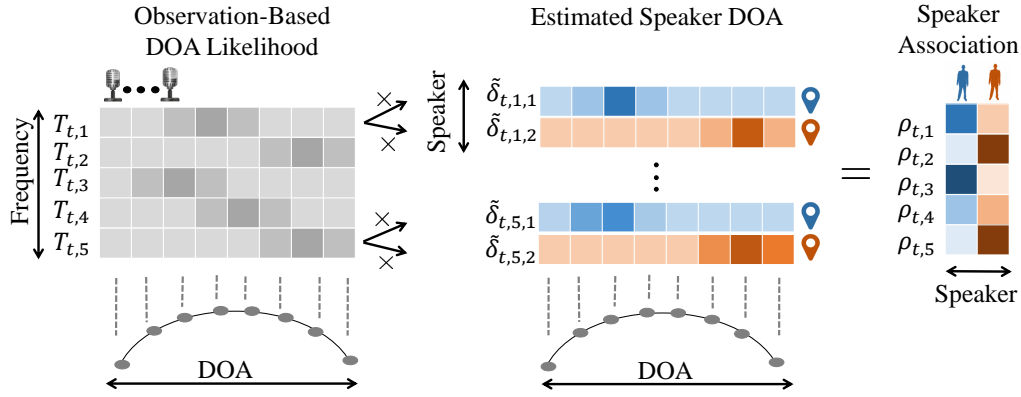 Observation-Based
DOA Likelihood
Estimated Speaker DOA
Speaker
Association
Frequency
T_{t,1}
T_{t,2}
T_{t,3}
T_{t,4}
T_{t,5}
×
×
×
×
DOA
Speaker
δ̃_{t,1,1}
δ̃_{t,1,2}
⋮
δ̃_{t,5,1}
δ̃_{t,5,2}
DOA
=
ρ_{t,1}
ρ_{t,2}
ρ_{t,3}
ρ_{t,4}
ρ_{t,5}
Speaker